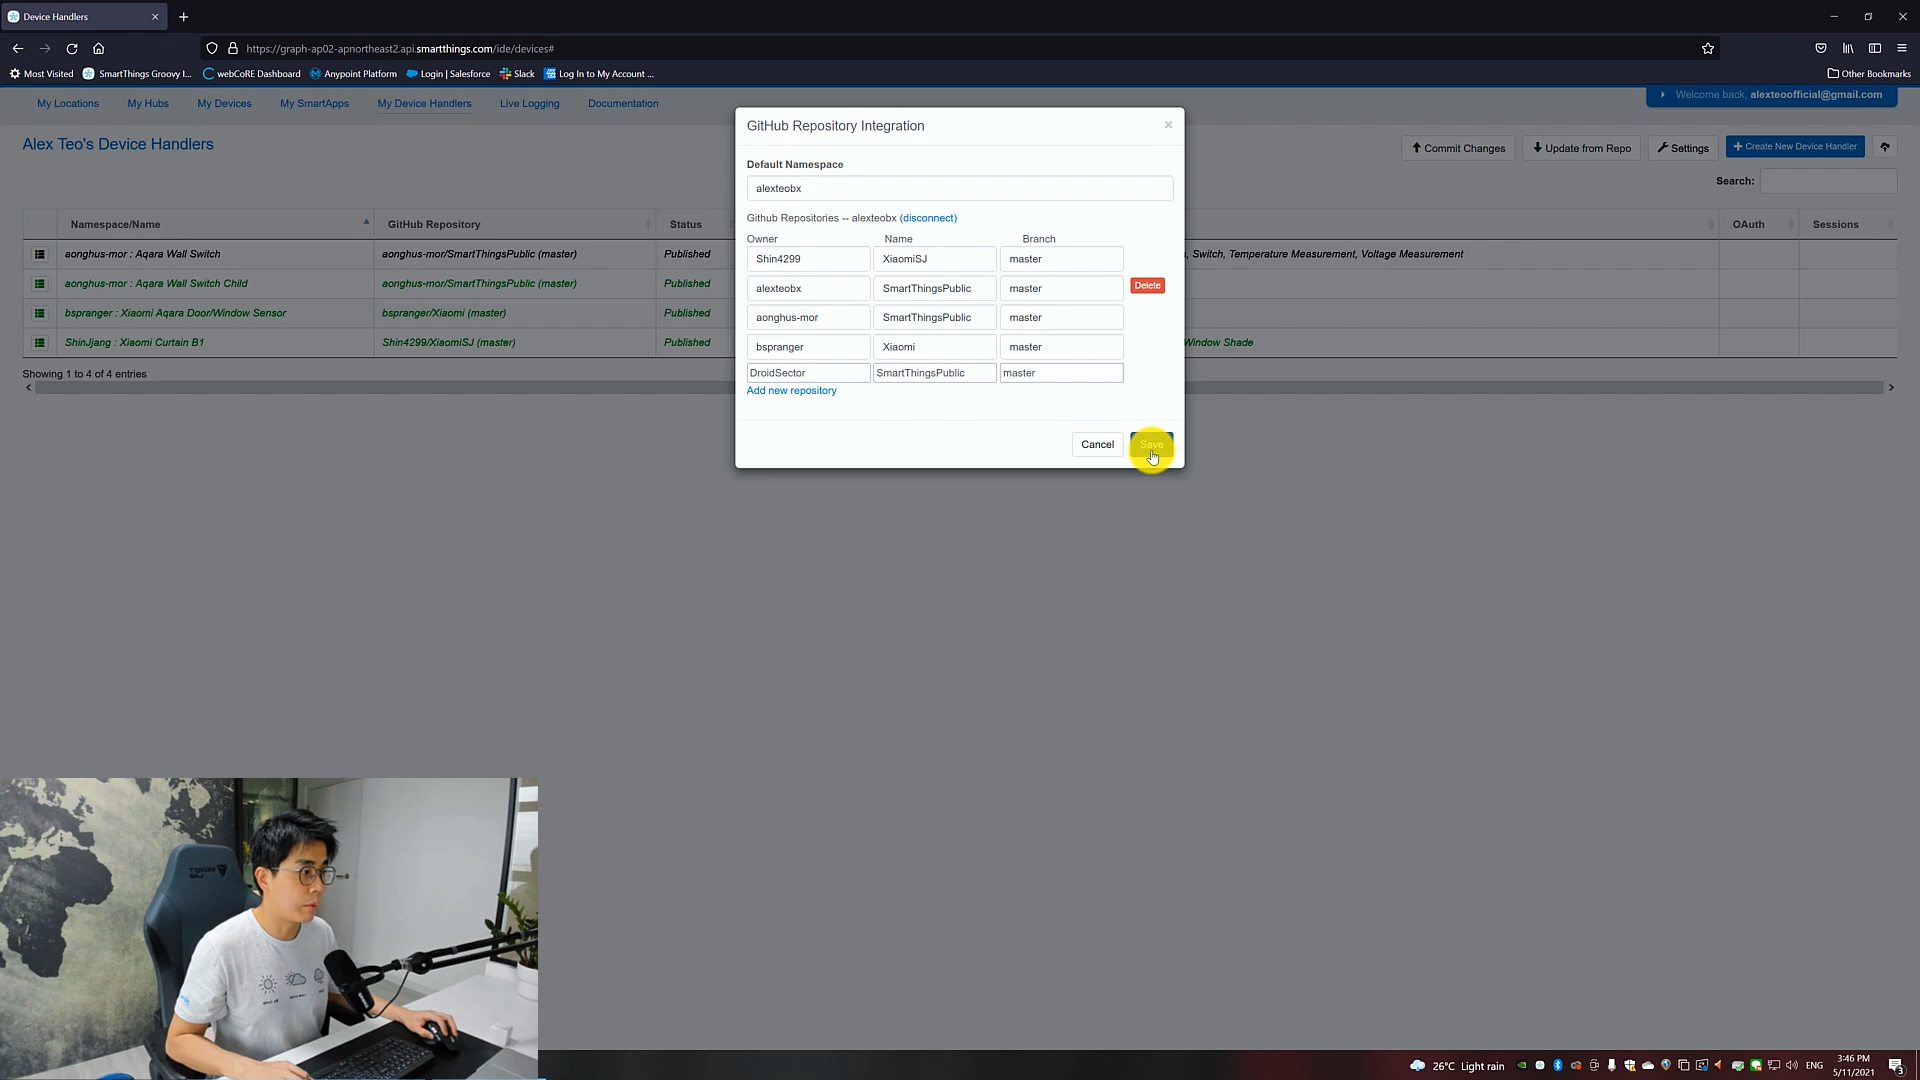 Device Handlers
https://graph-ap02-apnortheast2.api.smartthings.com/ide/devices#
Most Visited SmartThings Groovy I... webCoRE Dashboard Anypoint Platform Login | Salesforce Slack Log In to My Account ... Other Bookmarks
My Locations My Hubs My Devices My SmartApps My Device Handlers Live Logging Documentation Welcome back, alexteoofficial@gmail.com
Alex Teo's Device Handlers Commit Changes Update from Repo Settings Create New Device Handler
Search:
Namespace/Name GitHub Repository Status OAuth Sessions
aonghus-mor : Aqara Wall Switch aonghus-mor/SmartThingsPublic (master) Published , Switch, Temperature Measurement, Voltage Measurement
aonghus-mor : Aqara Wall Switch Child aonghus-mor/SmartThingsPublic (master) Published
bspranger : Xiaomi Aqara Door/Window Sensor bspranger/Xiaomi (master) Published
ShinJjang : Xiaomi Curtain B1 Shin4299/XiaomiSJ (master) Published Window Shade
Showing 1 to 4 of 4 entries
GitHub Repository Integration
Default Namespace
alexteobx
Github Repositories -- alexteobx (disconnect)
Owner Name Branch
Shin4299 XiaomiSJ master
alexteobx SmartThingsPublic master Delete
aonghus-mor SmartThingsPublic master
bspranger Xiaomi master
DroidSector SmartThingsPublic master
Add new repository
Cancel Save
26°C Light rain ENG 3:46 PM
5/11/2021
3